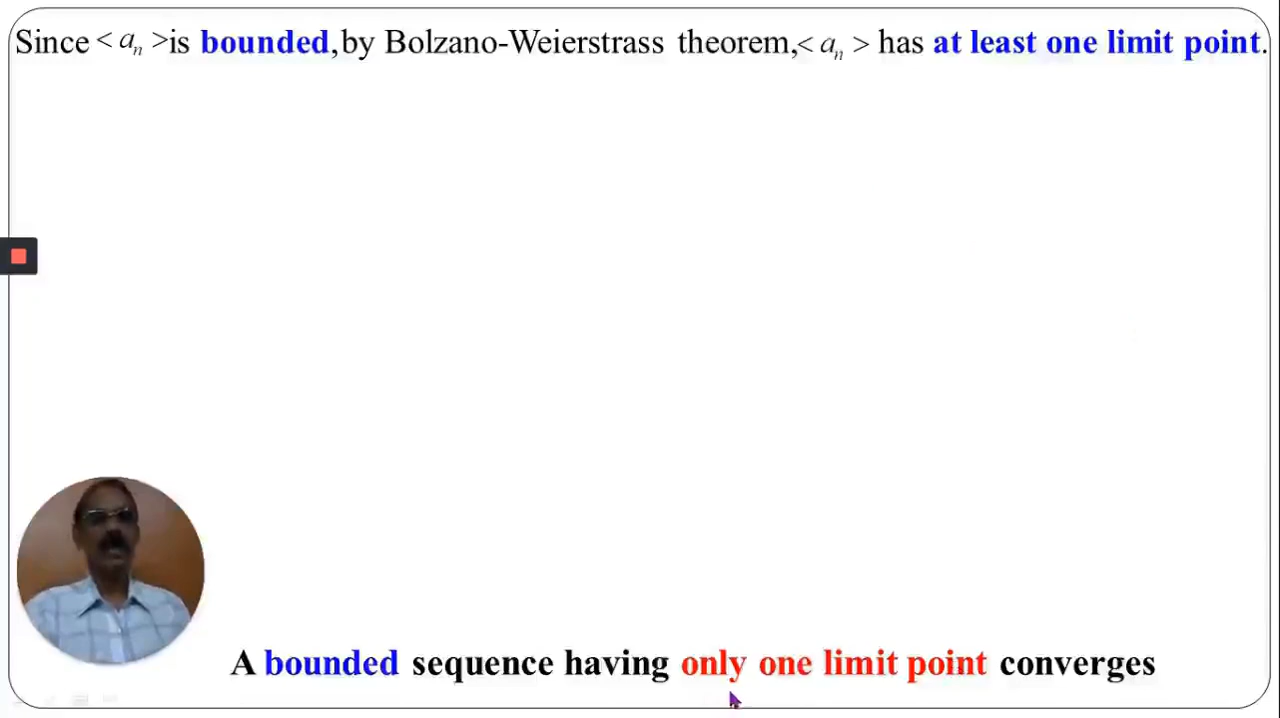 Since < aₙ > is bounded, by Bolzano-Weierstrass theorem, < aₙ > has at least one limit point.
A bounded sequence having only one limit point converges